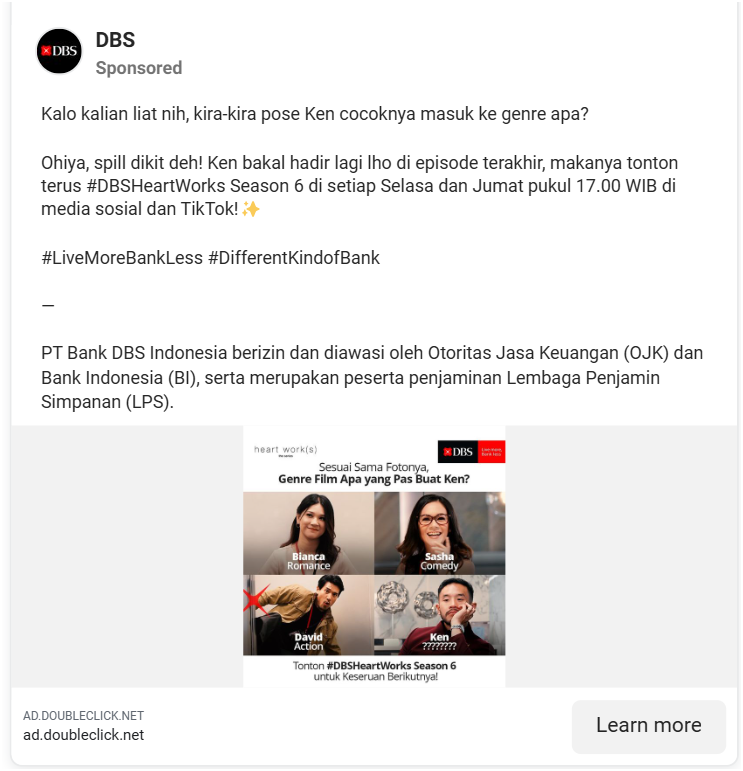 DBS
DBS
Sponsored
Kalo kalian liat nih, kira-kira pose Ken cocoknya masuk ke genre apa?
Ohiya, spill dikit deh! Ken bakal hadir lagi lho di episode terakhir, makanya tonton
terus #DBSHeartWorks Season 6 di setiap Selasa dan Jumat pukul 17.00 WIB di
media sosial dan TikTok!✨
#LiveMoreBankLess #DifferentKindofBank
—
PT Bank DBS Indonesia berizin dan diawasi oleh Otoritas Jasa Keuangan (OJK) dan
Bank Indonesia (BI), serta merupakan peserta penjaminan Lembaga Penjamin
Simpanan (LPS).
heart work(s)
DBS
Live more,
Bank less
Sesuai Sama Fotonya,
Genre Film Apa yang Pas Buat Ken?
Bianca
Romance
Sasha
Comedy
David
Action
Ken
????????
Tonton #DBSHeartWorks Season 6
untuk Keseruan Berikutnya!
AD.DOUBLECLICK.NET
ad.doubleclick.net
Learn more